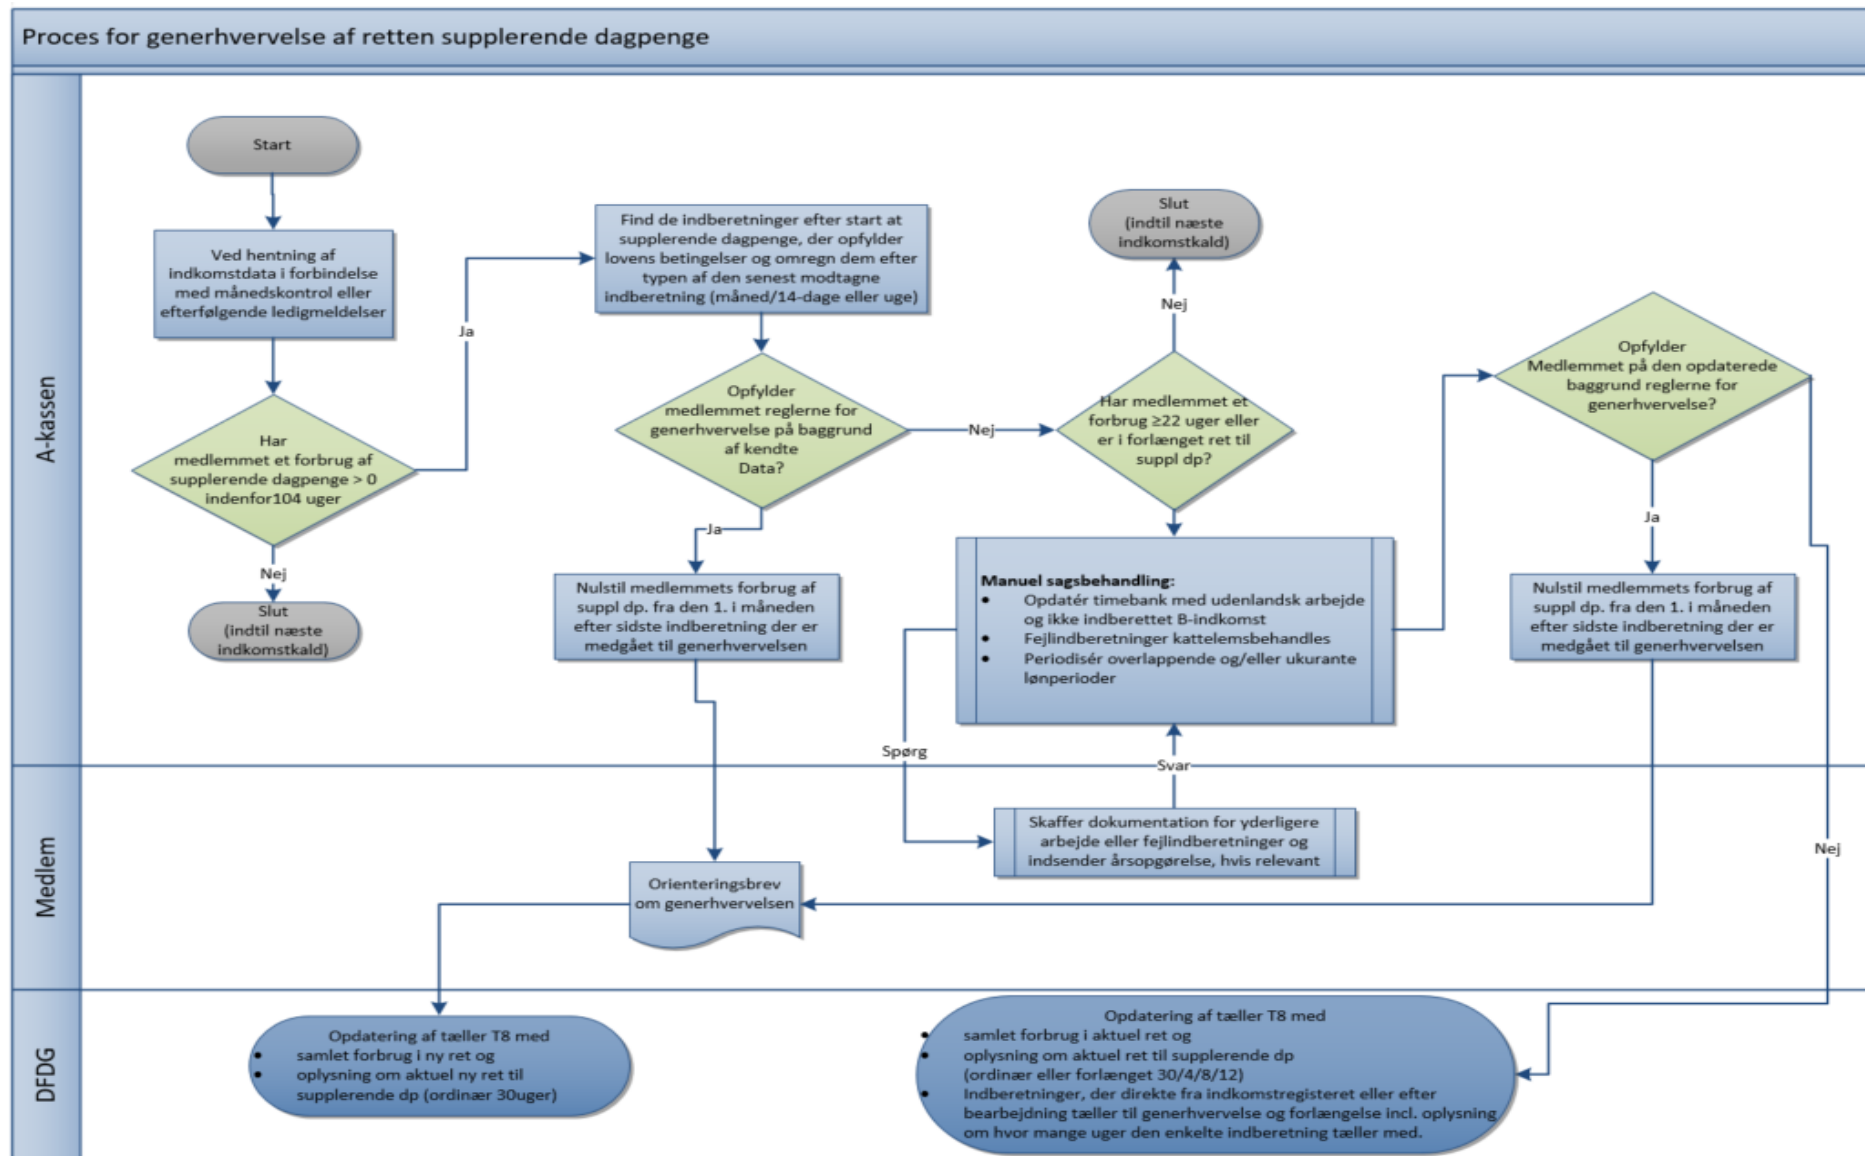 Proces for generhvervelse af retten supplerende dagpenge
A-kassen
Start
Ved hentning af
indkomstdata i forbindelse
med månedskontrol eller
efterfølgende ledigmeldelser
Har
medlemmet et forbrug af
supplerende dagpenge > 0
indenfor104 uger
Nej
Slut
(indtil næste
indkomstkald)
Ja
Find de indberetninger efter start at
supplerende dagpenge, der opfylder
lovens betingelser og omregn dem efter
typen af den senest modtagne
indberetning (måned/14-dage eller uge)
Opfylder
medlemmet reglerne for
generhvervelse på baggrund
af kendte
Data?
Ja
Nulstil medlemmets forbrug af
suppl dp. fra den 1. i måneden
efter sidste indberetning der er
medgået til generhvervelsen
Nej
Slut
(indtil næste
indkomstkald)
Nej
Har medlemmet et
forbrug ≥22 uger eller
er i forlænget ret til
suppl dp?
Manuel sagsbehandling:
• Opdatér timebank med udenlandsk arbejde
og ikke indberettet B-indkomst
• Fejlindberetninger kattelemsbehandles
• Periodisér overlappende og/eller ukurante
lønperioder
Spørg
Svar
Opfylder
Medlemmet på den opdaterede
baggrund reglerne for
generhvervelse?
Ja
Nulstil medlemmets forbrug af
suppl dp. fra den 1. i måneden
efter sidste indberetning der er
medgået til generhvervelsen
Nej
Medlem
Skaffer dokumentation for yderligere
arbejde eller fejlindberetninger og
indsender årsopgørelse, hvis relevant
Orienteringsbrev
om generhvervelsen
DFDG
Opdatering af tæller T8 med
• samlet forbrug i ny ret og
• oplysning om aktuel ny ret til
supplerende dp (ordinær 30uger)
Opdatering af tæller T8 med
• samlet forbrug i aktuel ret og
• oplysning om aktuel ret til supplerende dp
(ordinær eller forlænget 30/4/8/12)
• Indberetninger, der direkte fra indkomstregisteret eller efter
bearbejdning tæller til generhvervelse og forlængelse incl. oplysning
om hvor mange uger den enkelte indberetning tæller med.